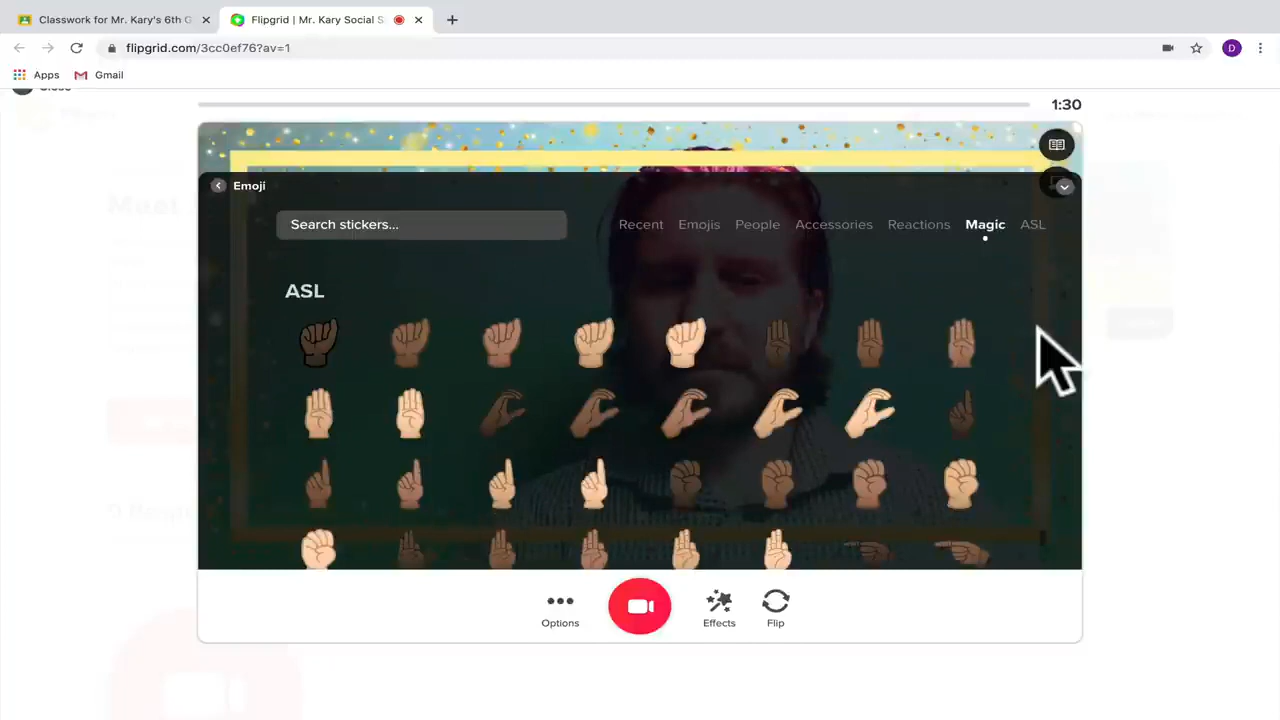 Classwork for Mr. Kary's 6th G
Flipgrid | Mr. Kary Social S
flipgrid.com/3cc0ef76?av=1
D
Apps
Gmail
Close
1:30
Emoji
Search stickers...
Recent
Emojis
People
Accessories
Reactions
Magic
ASL
ASL
Options
Effects
Flip